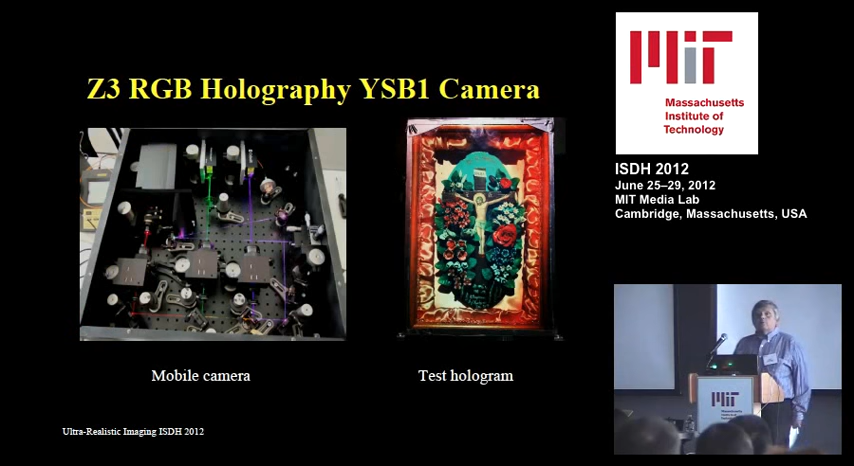 Z3 RGB Holography YSB1 Camera
Mobile camera
Test hologram
Ultra-Realistic Imaging ISDH 2012
MIT
Massachusetts
Institute of
Technology
ISDH 2012
June 25–29, 2012
MIT Media Lab
Cambridge, Massachusetts, USA
MIT